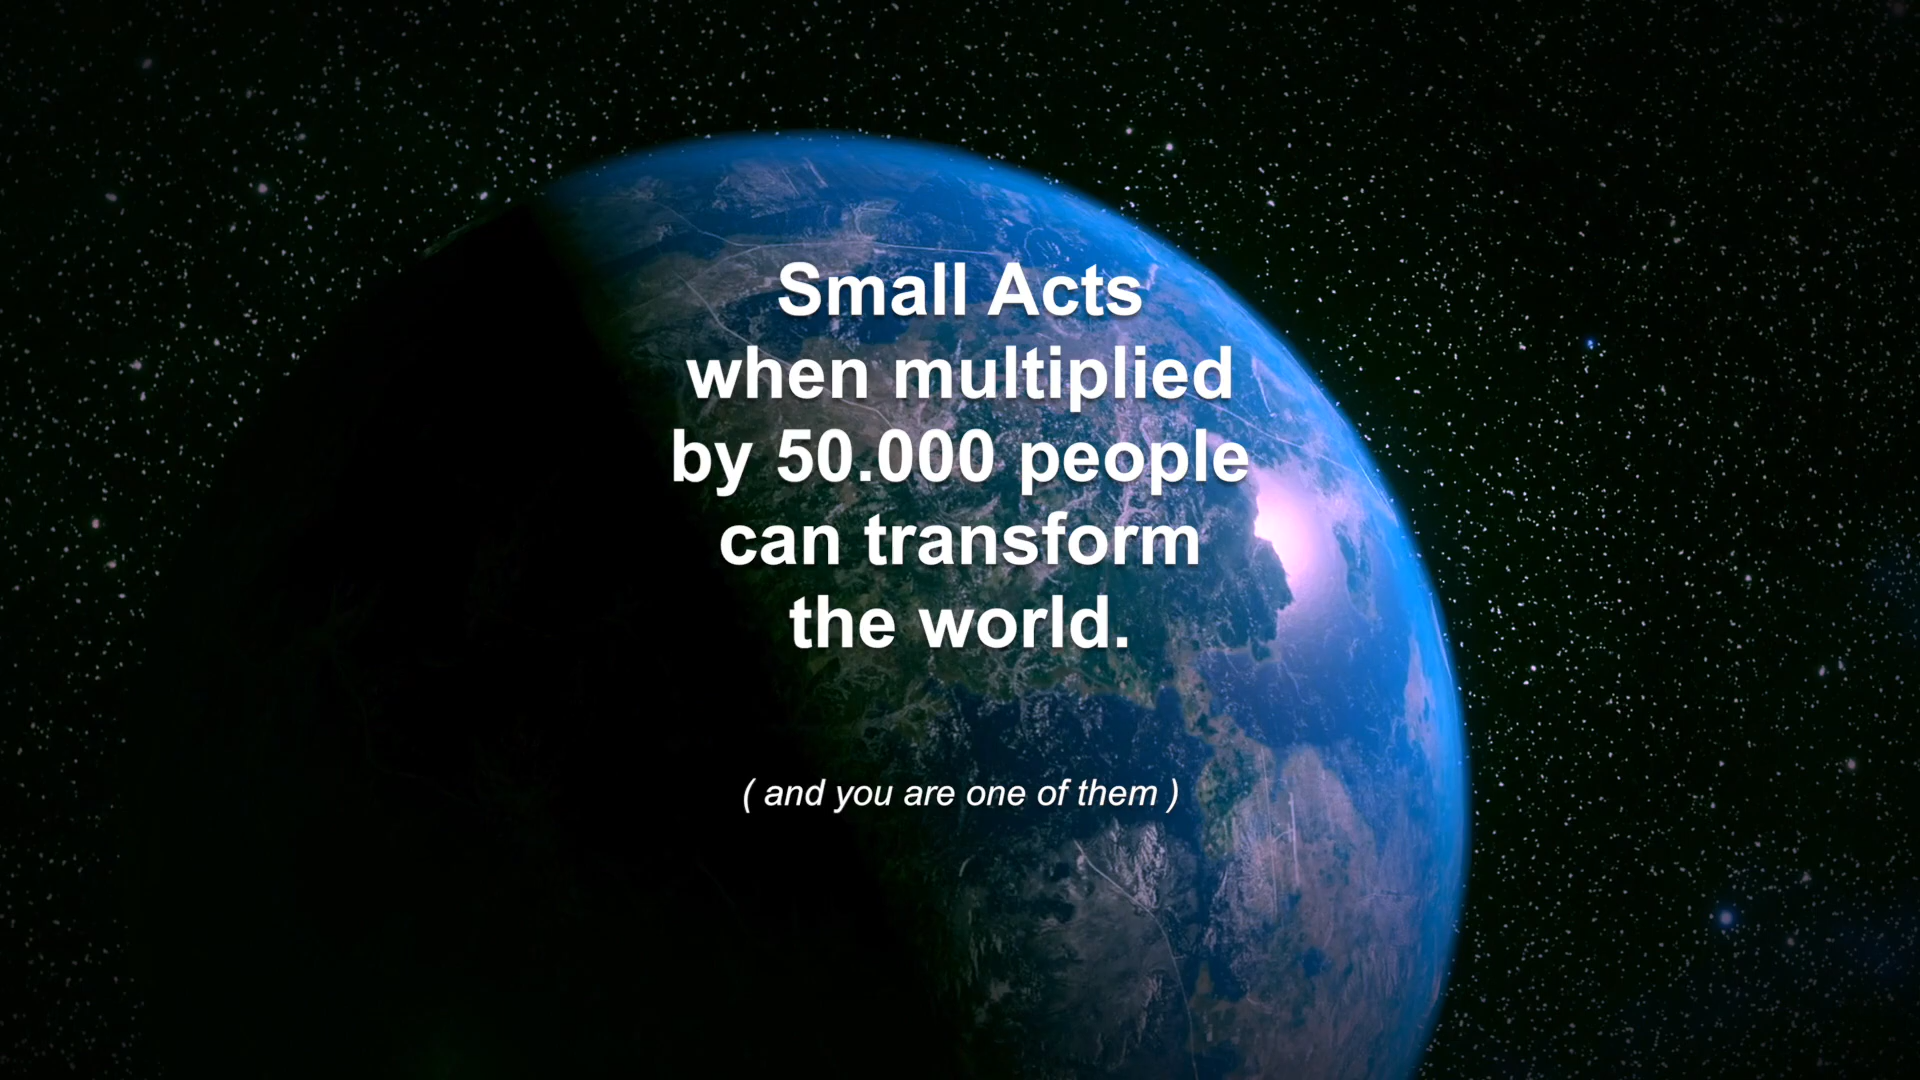 Small Acts
when multiplied
by 50.000 people
can transform
the world.
( and you are one of them )